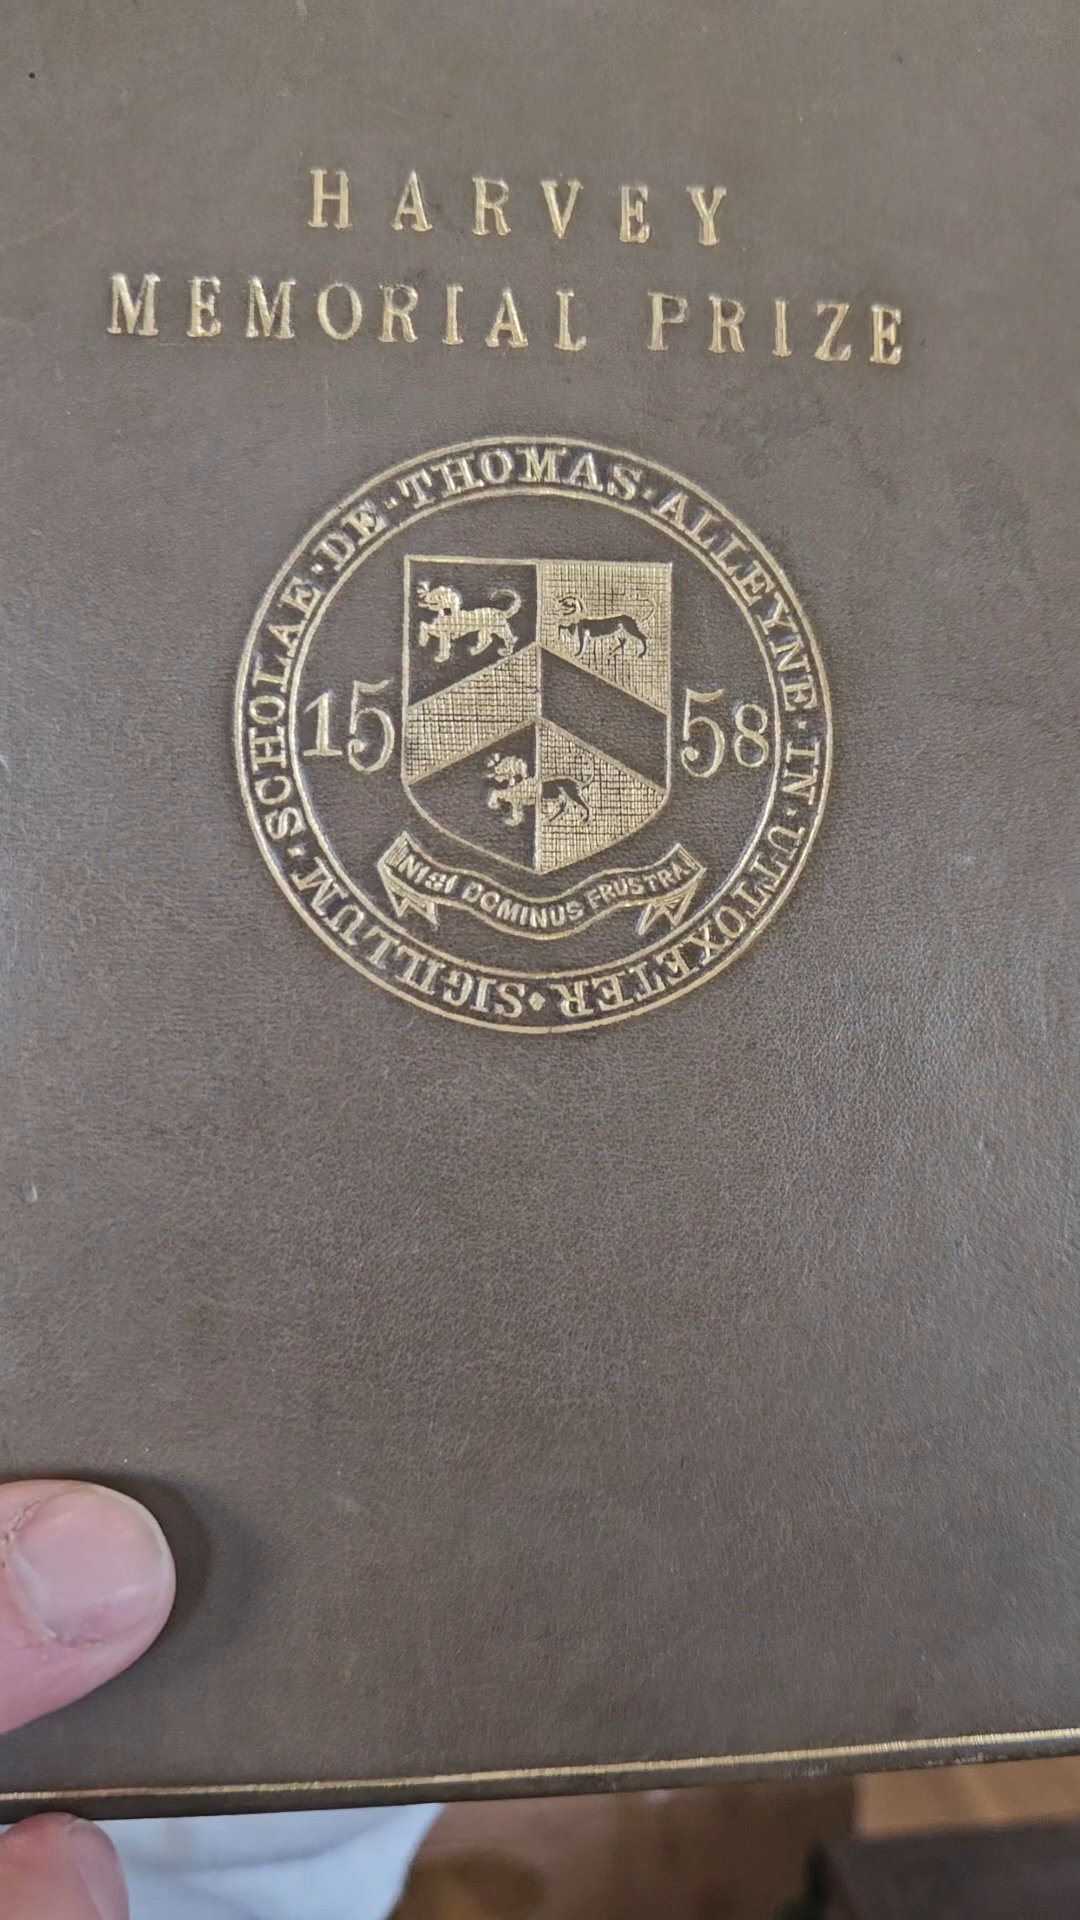 HARVEY
MEMORIAL PRIZE
SIGILLUM·SCHOLAE·DE·THOMAS·ALLEYNE·IN·UTTOXETER
15 58
NISI DOMINUS FRUSTRA